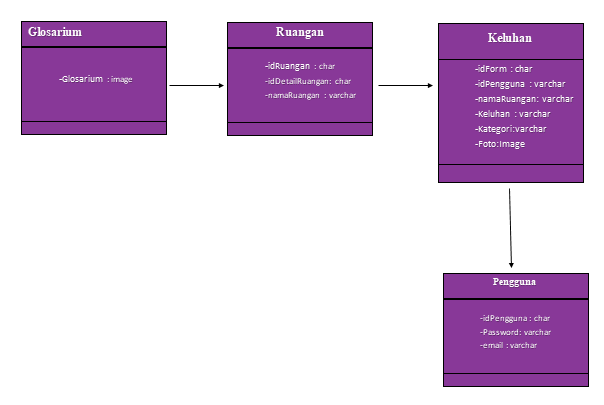 Glosarium
-Glosarium : image
Ruangan
-idRuangan : char
-idDetailRuangan: char
-namaRuangan : varchar
Keluhan
-idForm : char
-idPengguna : varchar
-namaRuangan: varchar
-Keluhan : varchar
-Kategori:varchar
-Foto:Image
Pengguna
-idPengguna : char
-Password: varchar
-email : varchar